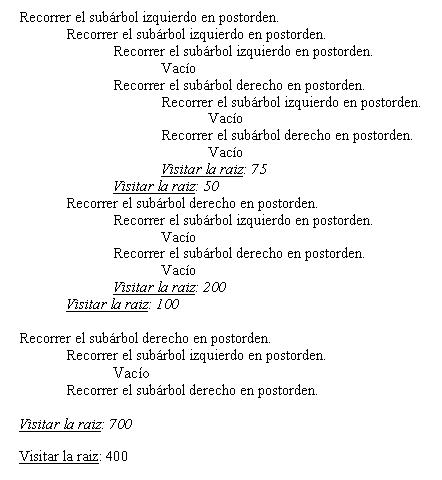 Recorrer el subárbol izquierdo en postorden.
Recorrer el subárbol izquierdo en postorden.
Recorrer el subárbol izquierdo en postorden.
Vacío
Recorrer el subárbol derecho en postorden.
Recorrer el subárbol izquierdo en postorden.
Vacío
Recorrer el subárbol derecho en postorden.
Vacío
Visitar la raiz: 75
Visitar la raiz: 50
Recorrer el subárbol derecho en postorden.
Recorrer el subárbol izquierdo en postorden.
Vacío
Recorrer el subárbol derecho en postorden.
Vacío
Visitar la raiz: 200
Visitar la raiz: 100
Recorrer el subárbol derecho en postorden.
Recorrer el subárbol izquierdo en postorden.
Vacío
Recorrer el subárbol derecho en postorden.
Visitar la raiz: 700
Visitar la raiz: 400